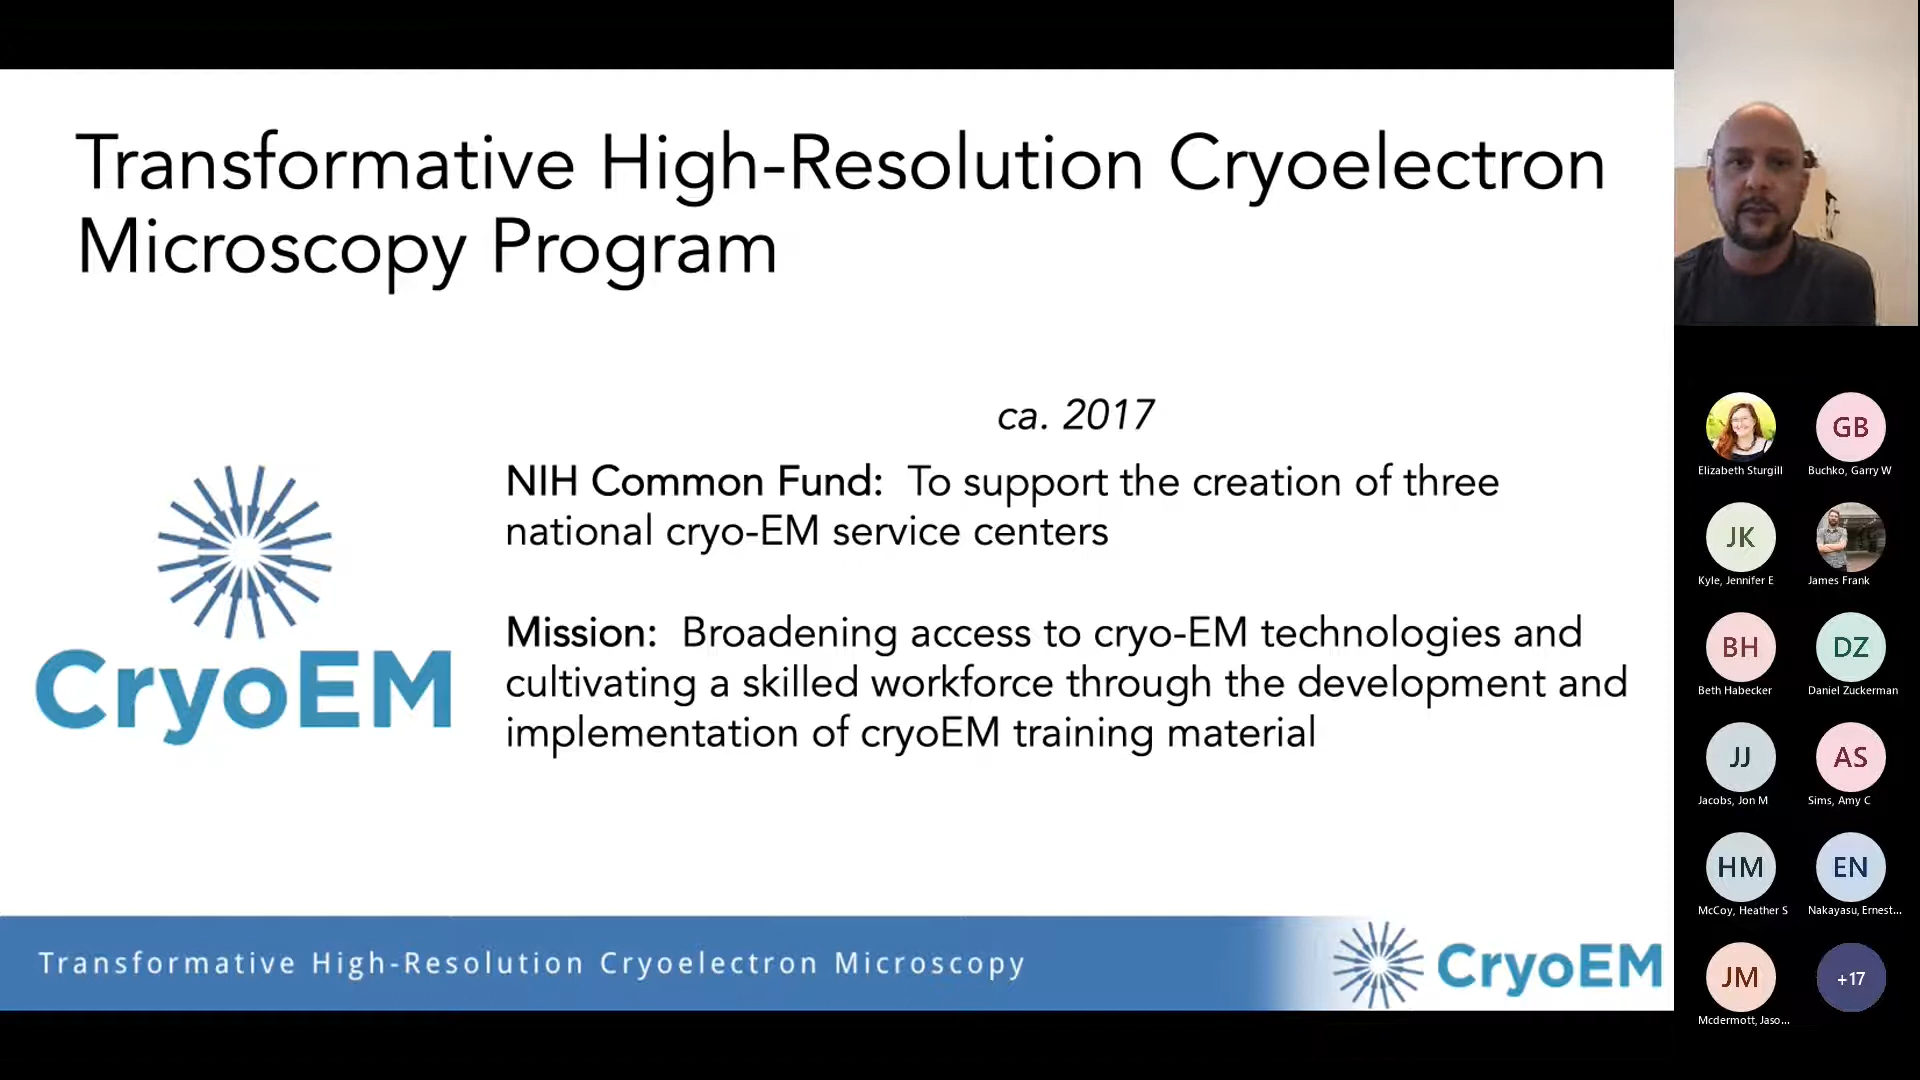 Transformative High-Resolution Cryoelectron
Microscopy Program
ca. 2017
NIH Common Fund: To support the creation of three
national cryo-EM service centers
Mission: Broadening access to cryo-EM technologies and
cultivating a skilled workforce through the development and
implementation of cryoEM training material
CryoEM
Transformative High-Resolution Cryoelectron Microscopy
CryoEM
Elizabeth Sturgill
GB
Buchko, Garry W
JK
Kyle, Jennifer E
James Frank
BH
Beth Habecker
DZ
Daniel Zuckerman
JJ
Jacobs, Jon M
AS
Sims, Amy C
HM
McCoy, Heather S
EN
Nakayasu, Ernest...
JM
Mcdermott, Jaso...
+17